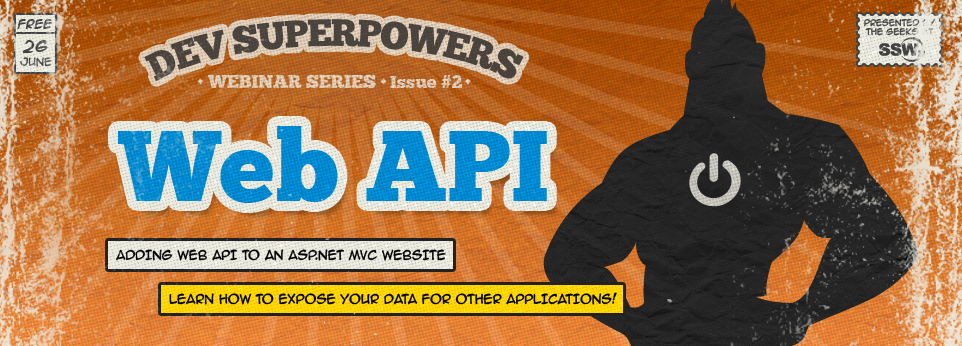 FREE
26
JUNE
DEV SUPERPOWERS
• WEBINAR SERIES • Issue #2 •
PRESENTED BY
THE GEEKS AT
SSW
Web API
ADDING WEB API TO AN ASP.NET MVC WEBSITE
LEARN HOW TO EXPOSE YOUR DATA FOR OTHER APPLICATIONS!